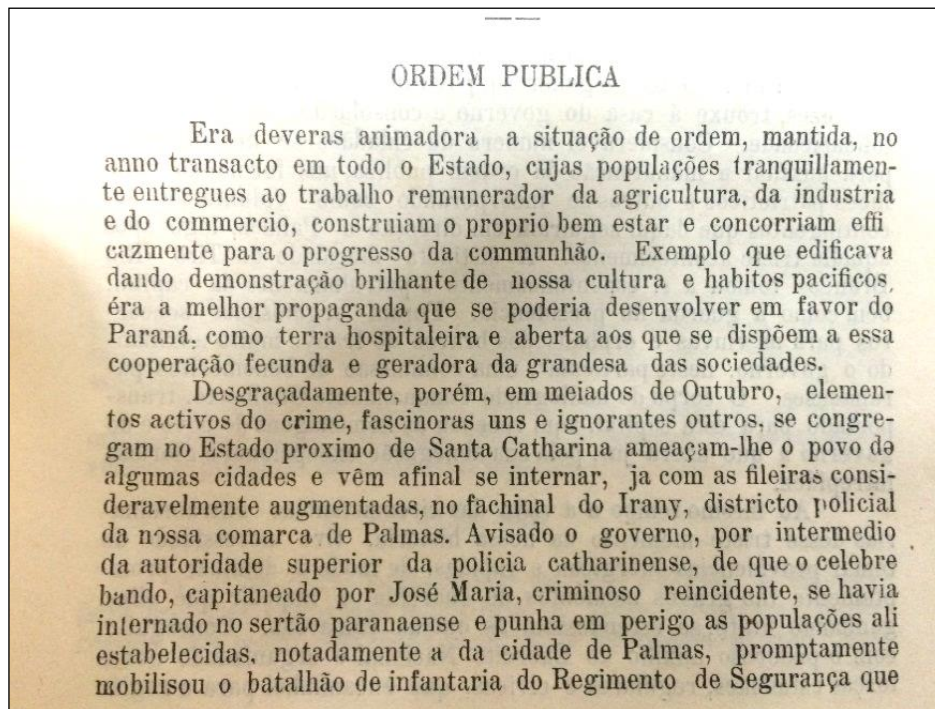 ORDEM PUBLICA
Era deveras animadora a situação de ordem, mantida, no
anno transacto em todo o Estado, cujas populações tranquillamen-
te entregues ao trabalho remunerador da agricultura, da industria
e do commercio, construiam o proprio bem estar e concorriam effi
cazmente para o progresso da communhão. Exemplo que edificava
dando demonstração brilhante de nossa cultura e habitos pacificos,
éra a melhor propaganda que se poderia desenvolver em favor do
Paraná, como terra hospitaleira e aberta aos que se dispõem a essa
cooperação fecunda e geradora da grandesa das sociedades.
Desgraçadamente, porém, em meiados de Outubro, elemen-
tos activos do crime, fascinoras uns e ignorantes outros, se congre-
gam no Estado proximo de Santa Catharina ameaçam-lhe o povo de
algumas cidades e vêm afinal se internar, ja com as fileiras consi-
deravelmente augmentadas, no fachinal do Irany, districto policial
da nossa comarca de Palmas. Avisado o governo, por intermedio
da autoridade superior da policia catharinense, de que o celebre
bando, capitaneado por José Maria, criminoso reincidente, se havia
internado no sertão paranaense e punha em perigo as populações ali
estabelecidas, notadamente a da cidade de Palmas, promptamente
mobilisou o batalhão de infantaria do Regimento de Segurança que